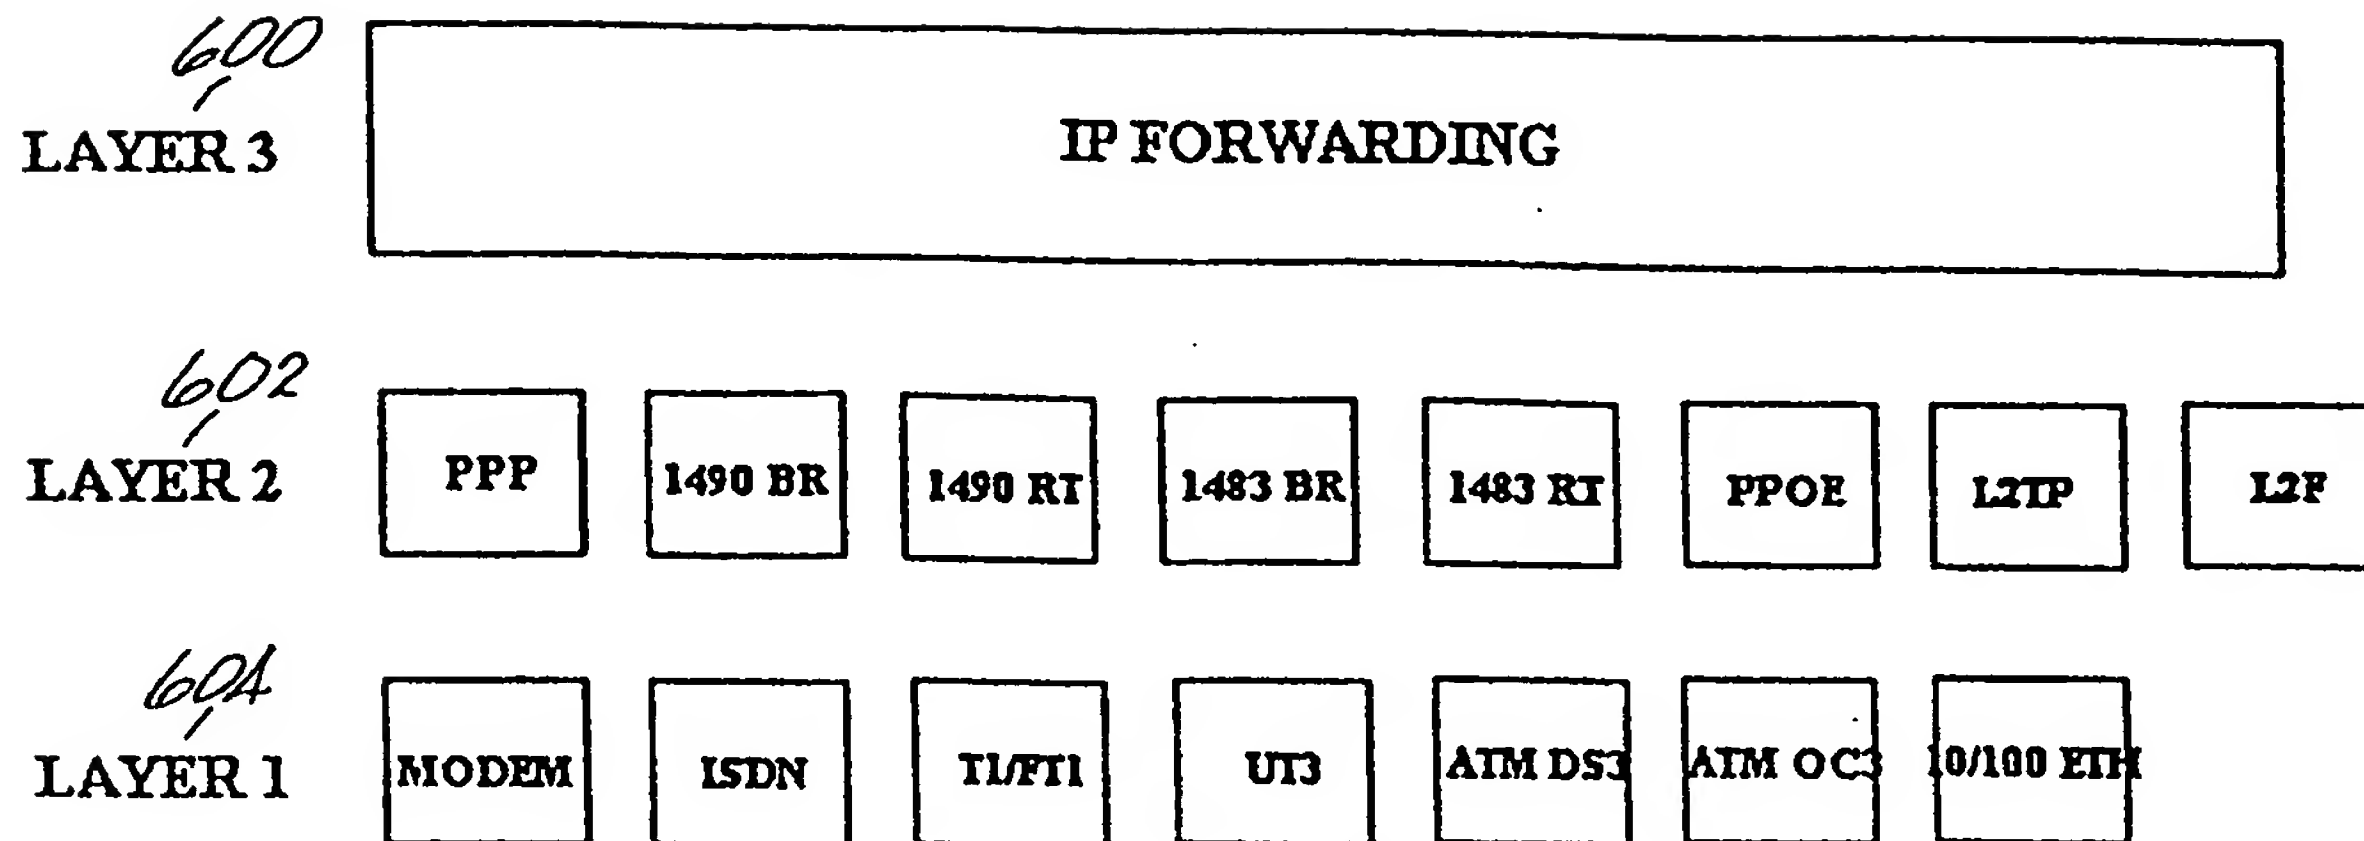 600
LAYER 3
IP FORWARDING
602
LAYER 2
PPP
1490 BR
1490 RT
1483 BR
1483 RT
PPOE
L2TP
L2F
604
LAYER 1
MODEM
ISDN
T1/FT1
UT3
ATM DS3
ATM OC3
10/100 ETH